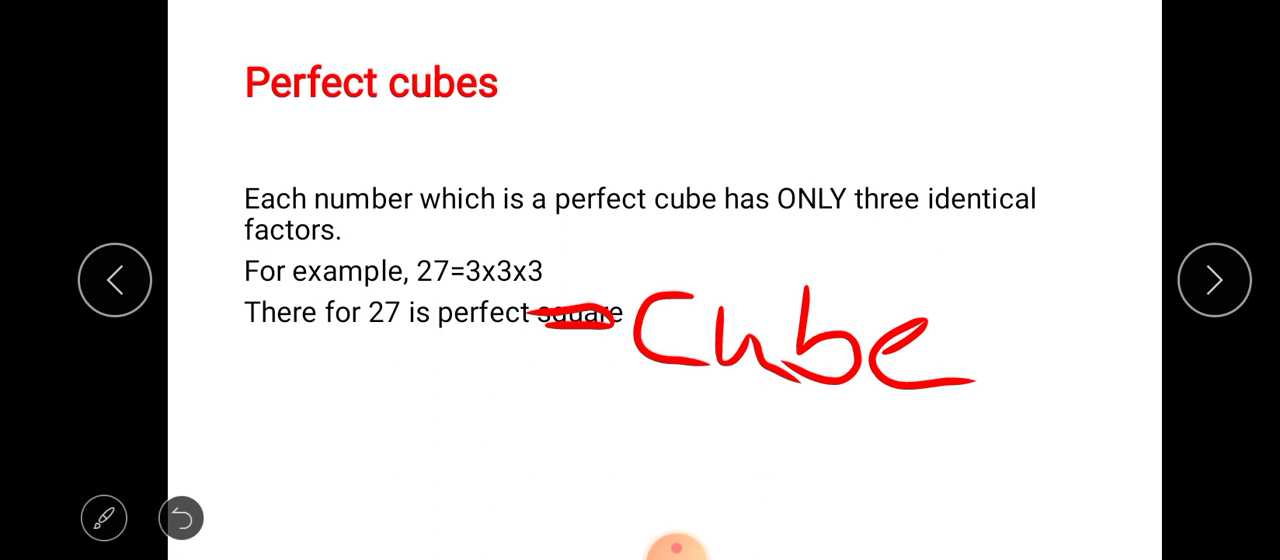 Perfect cubes
Each number which is a perfect cube has ONLY three identical
factors.
For example, 27=3x3x3
There for 27 is perfect square cube